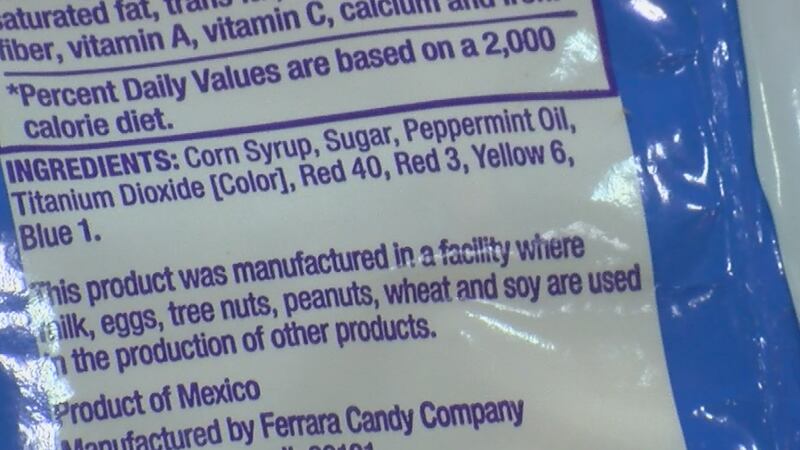 saturated fat, trans
fiber, vitamin A, vitamin C, calcium and iron.
*Percent Daily Values are based on a 2,000
calorie diet.
INGREDIENTS: Corn Syrup, Sugar, Peppermint Oil,
Titanium Dioxide [Color], Red 40, Red 3, Yellow 6,
Blue 1.
This product was manufactured in a facility where
milk, eggs, tree nuts, peanuts, wheat and soy are used
in the production of other products.
Product of Mexico
Manufactured by Ferrara Candy Company